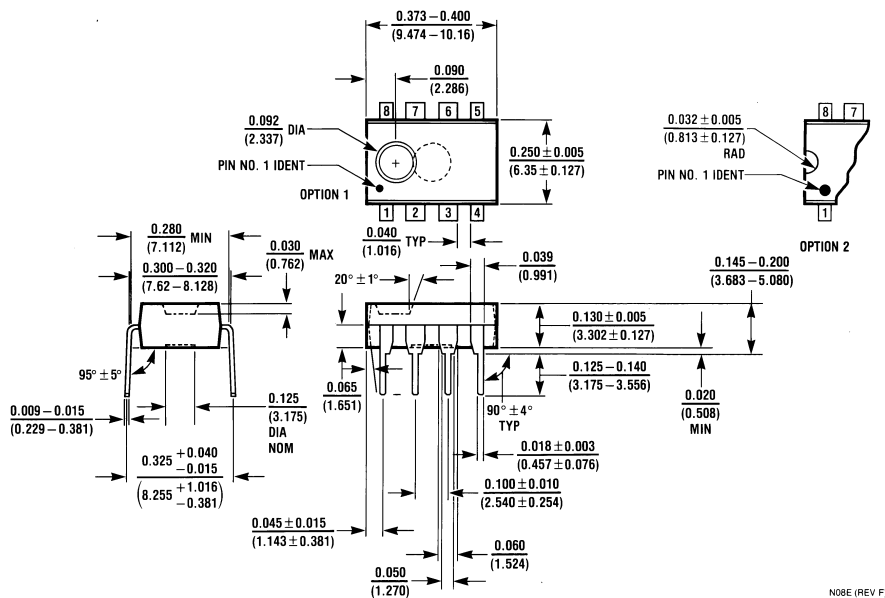 0.373 – 0.400
(9.474 – 10.16)
0.090
(2.286)
8 7 6 5
0.092
(2.337) DIA
PIN NO. 1 IDENT
OPTION 1
0.250 ± 0.005
(6.35 ± 0.127)
1 2 3 4
0.032 ± 0.005
(0.813 ± 0.127)
RAD
PIN NO. 1 IDENT
8 7
1
OPTION 2
0.280
(7.112) MIN
0.300 – 0.320
(7.62 – 8.128)
0.030
(0.762) MAX
0.040
(1.016) TYP
0.039
(0.991)
20° ± 1°
0.145 – 0.200
(3.683 – 5.080)
0.130 ± 0.005
(3.302 ± 0.127)
95° ± 5°
0.009 – 0.015
(0.229 – 0.381)
0.125
(3.175)
DIA
NOM
0.065
(1.651)
0.125 – 0.140
(3.175 – 3.556)
90° ± 4°
TYP
0.020
(0.508)
MIN
0.325 +0.040
–0.015
(8.255 +1.016
–0.381)
0.018 ± 0.003
(0.457 ± 0.076)
0.100 ± 0.010
(2.540 ± 0.254)
0.045 ± 0.015
(1.143 ± 0.381)
0.060
(1.524)
0.050
(1.270)
N08E (REV F